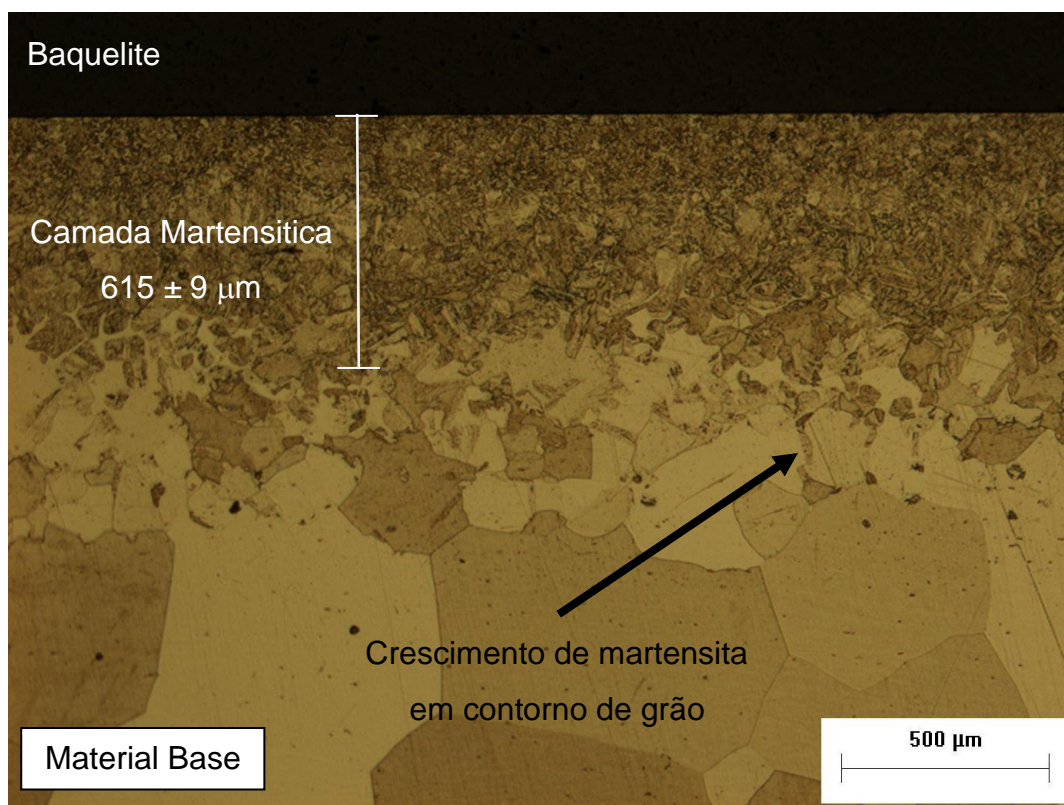 Baquelite
Camada Martensitica
615 ± 9 μm
Crescimento de martensita
em contorno de grão
Material Base
500 µm